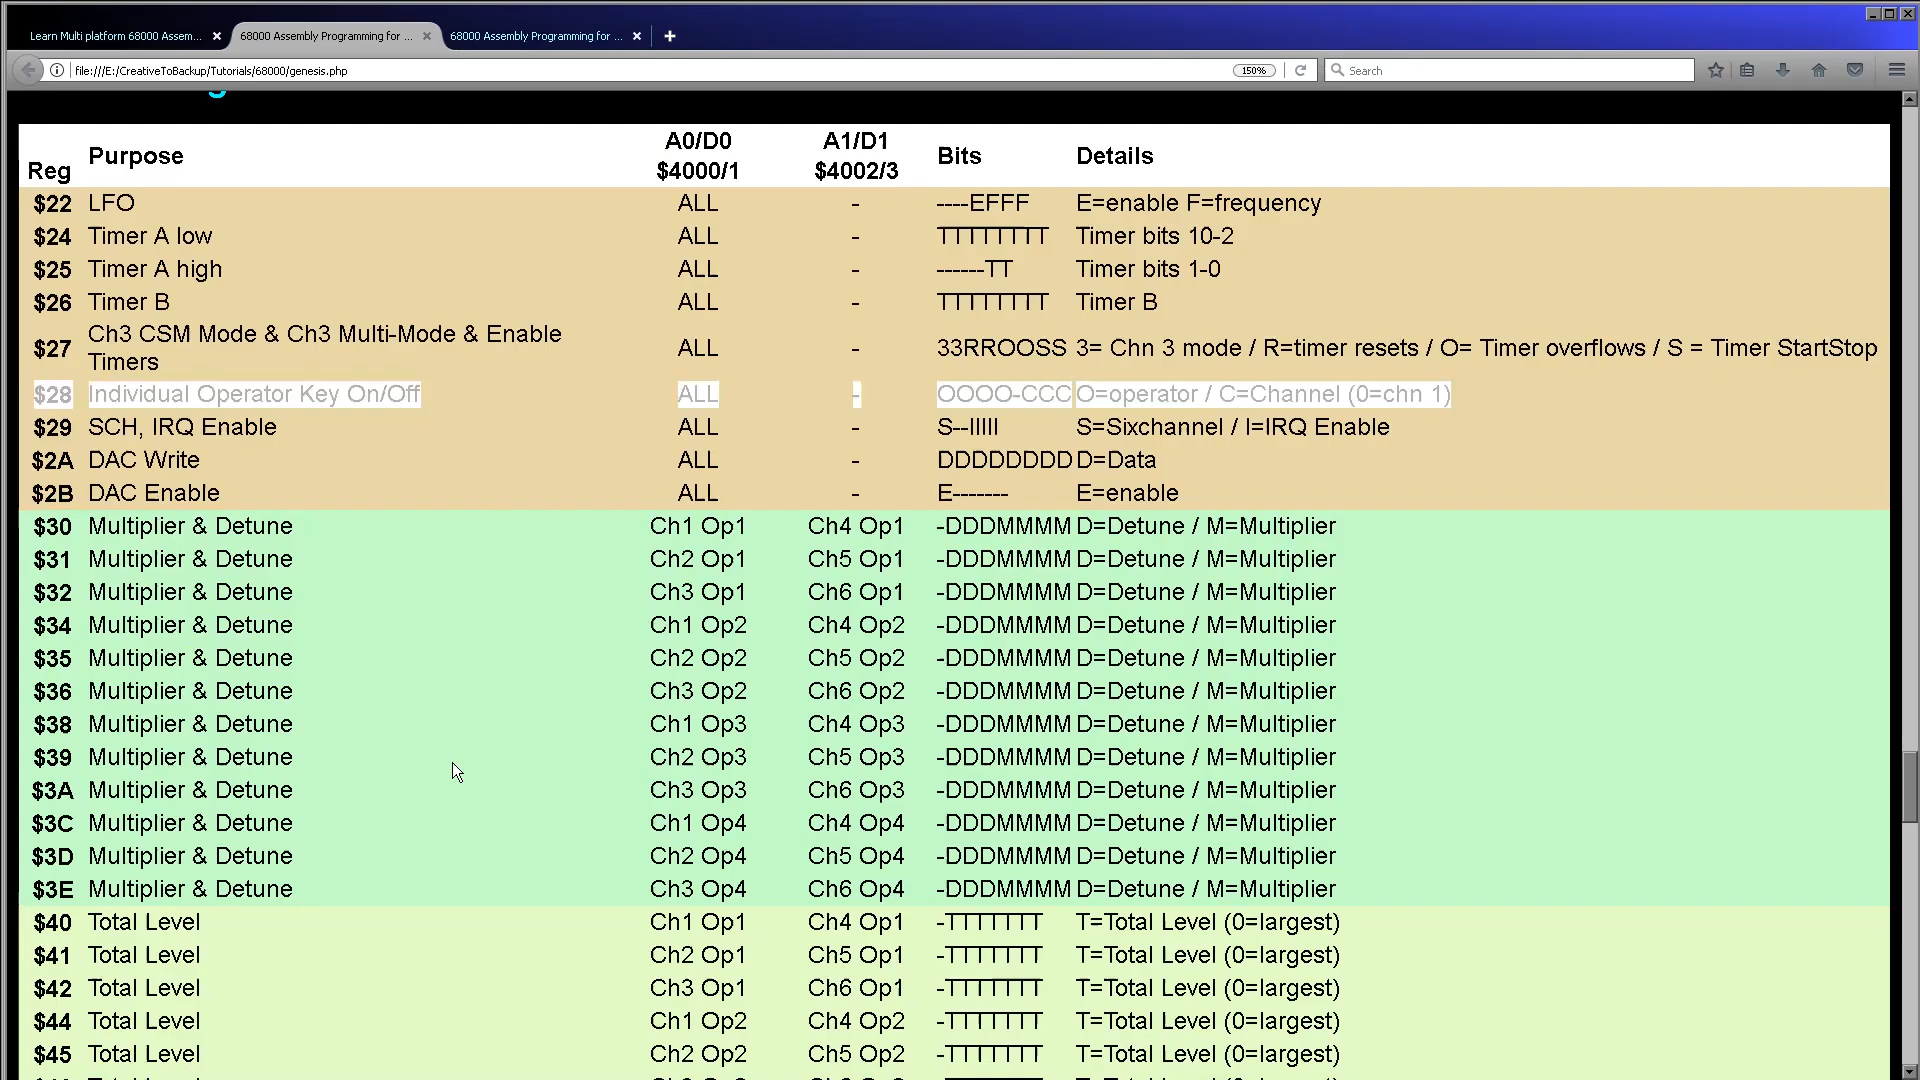 Learn Multi platform 68000 Assem...
68000 Assembly Programming for ...
68000 Assembly Programming for ...
file:///E:/CreativeToBackup/Tutorials/68000/genesis.php
150%
Search
Reg Purpose A0/D0 $4000/1 A1/D1 $4002/3 Bits Details
$22 LFO ALL - ----EFFF E=enable F=frequency
$24 Timer A low ALL - TTTTTTTT Timer bits 10-2
$25 Timer A high ALL - ------TT Timer bits 1-0
$26 Timer B ALL - TTTTTTTT Timer B
$27 Ch3 CSM Mode & Ch3 Multi-Mode & Enable Timers ALL - 33RROOSS 3= Chn 3 mode / R=timer resets / O= Timer overflows / S = Timer StartStop
$28 Individual Operator Key On/Off ALL - OOOO-CCC O=operator / C=Channel (0=chn 1)
$29 SCH, IRQ Enable ALL - S--IIIII S=Sixchannel / I=IRQ Enable
$2A DAC Write ALL - DDDDDDDD D=Data
$2B DAC Enable ALL - E------- E=enable
$30 Multiplier & Detune Ch1 Op1 Ch4 Op1 -DDDMMMM D=Detune / M=Multiplier
$31 Multiplier & Detune Ch2 Op1 Ch5 Op1 -DDDMMMM D=Detune / M=Multiplier
$32 Multiplier & Detune Ch3 Op1 Ch6 Op1 -DDDMMMM D=Detune / M=Multiplier
$34 Multiplier & Detune Ch1 Op2 Ch4 Op2 -DDDMMMM D=Detune / M=Multiplier
$35 Multiplier & Detune Ch2 Op2 Ch5 Op2 -DDDMMMM D=Detune / M=Multiplier
$36 Multiplier & Detune Ch3 Op2 Ch6 Op2 -DDDMMMM D=Detune / M=Multiplier
$38 Multiplier & Detune Ch1 Op3 Ch4 Op3 -DDDMMMM D=Detune / M=Multiplier
$39 Multiplier & Detune Ch2 Op3 Ch5 Op3 -DDDMMMM D=Detune / M=Multiplier
$3A Multiplier & Detune Ch3 Op3 Ch6 Op3 -DDDMMMM D=Detune / M=Multiplier
$3C Multiplier & Detune Ch1 Op4 Ch4 Op4 -DDDMMMM D=Detune / M=Multiplier
$3D Multiplier & Detune Ch2 Op4 Ch5 Op4 -DDDMMMM D=Detune / M=Multiplier
$3E Multiplier & Detune Ch3 Op4 Ch6 Op4 -DDDMMMM D=Detune / M=Multiplier
$40 Total Level Ch1 Op1 Ch4 Op1 -TTTTTTT T=Total Level (0=largest)
$41 Total Level Ch2 Op1 Ch5 Op1 -TTTTTTT T=Total Level (0=largest)
$42 Total Level Ch3 Op1 Ch6 Op1 -TTTTTTT T=Total Level (0=largest)
$44 Total Level Ch1 Op2 Ch4 Op2 -TTTTTTT T=Total Level (0=largest)
$45 Total Level Ch2 Op2 Ch5 Op2 -TTTTTTT T=Total Level (0=largest)